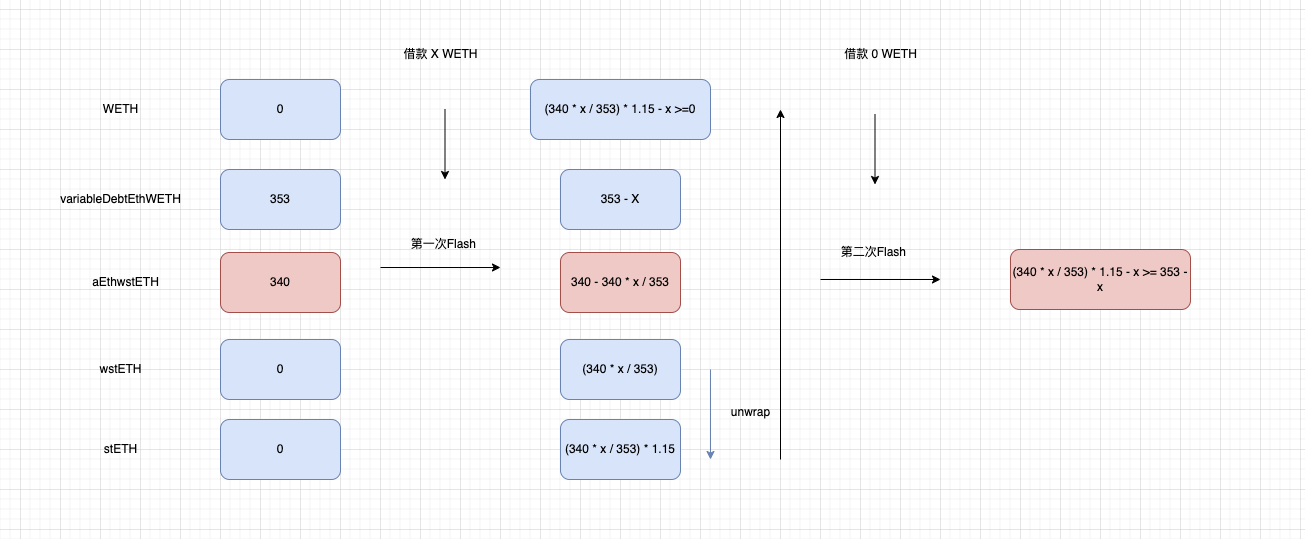 借款 X WETH
借款 0 WETH
WETH
0
(340 * x / 353) * 1.15 - x >=0
variableDebtEthWETH
353
353 - X
第一次Flash
第二次Flash
aEthwstETH
340
340 - 340 * x / 353
(340 * x / 353) * 1.15 - x >= 353 -
x
wstETH
0
(340 * x / 353)
unwrap
stETH
0
(340 * x / 353) * 1.15